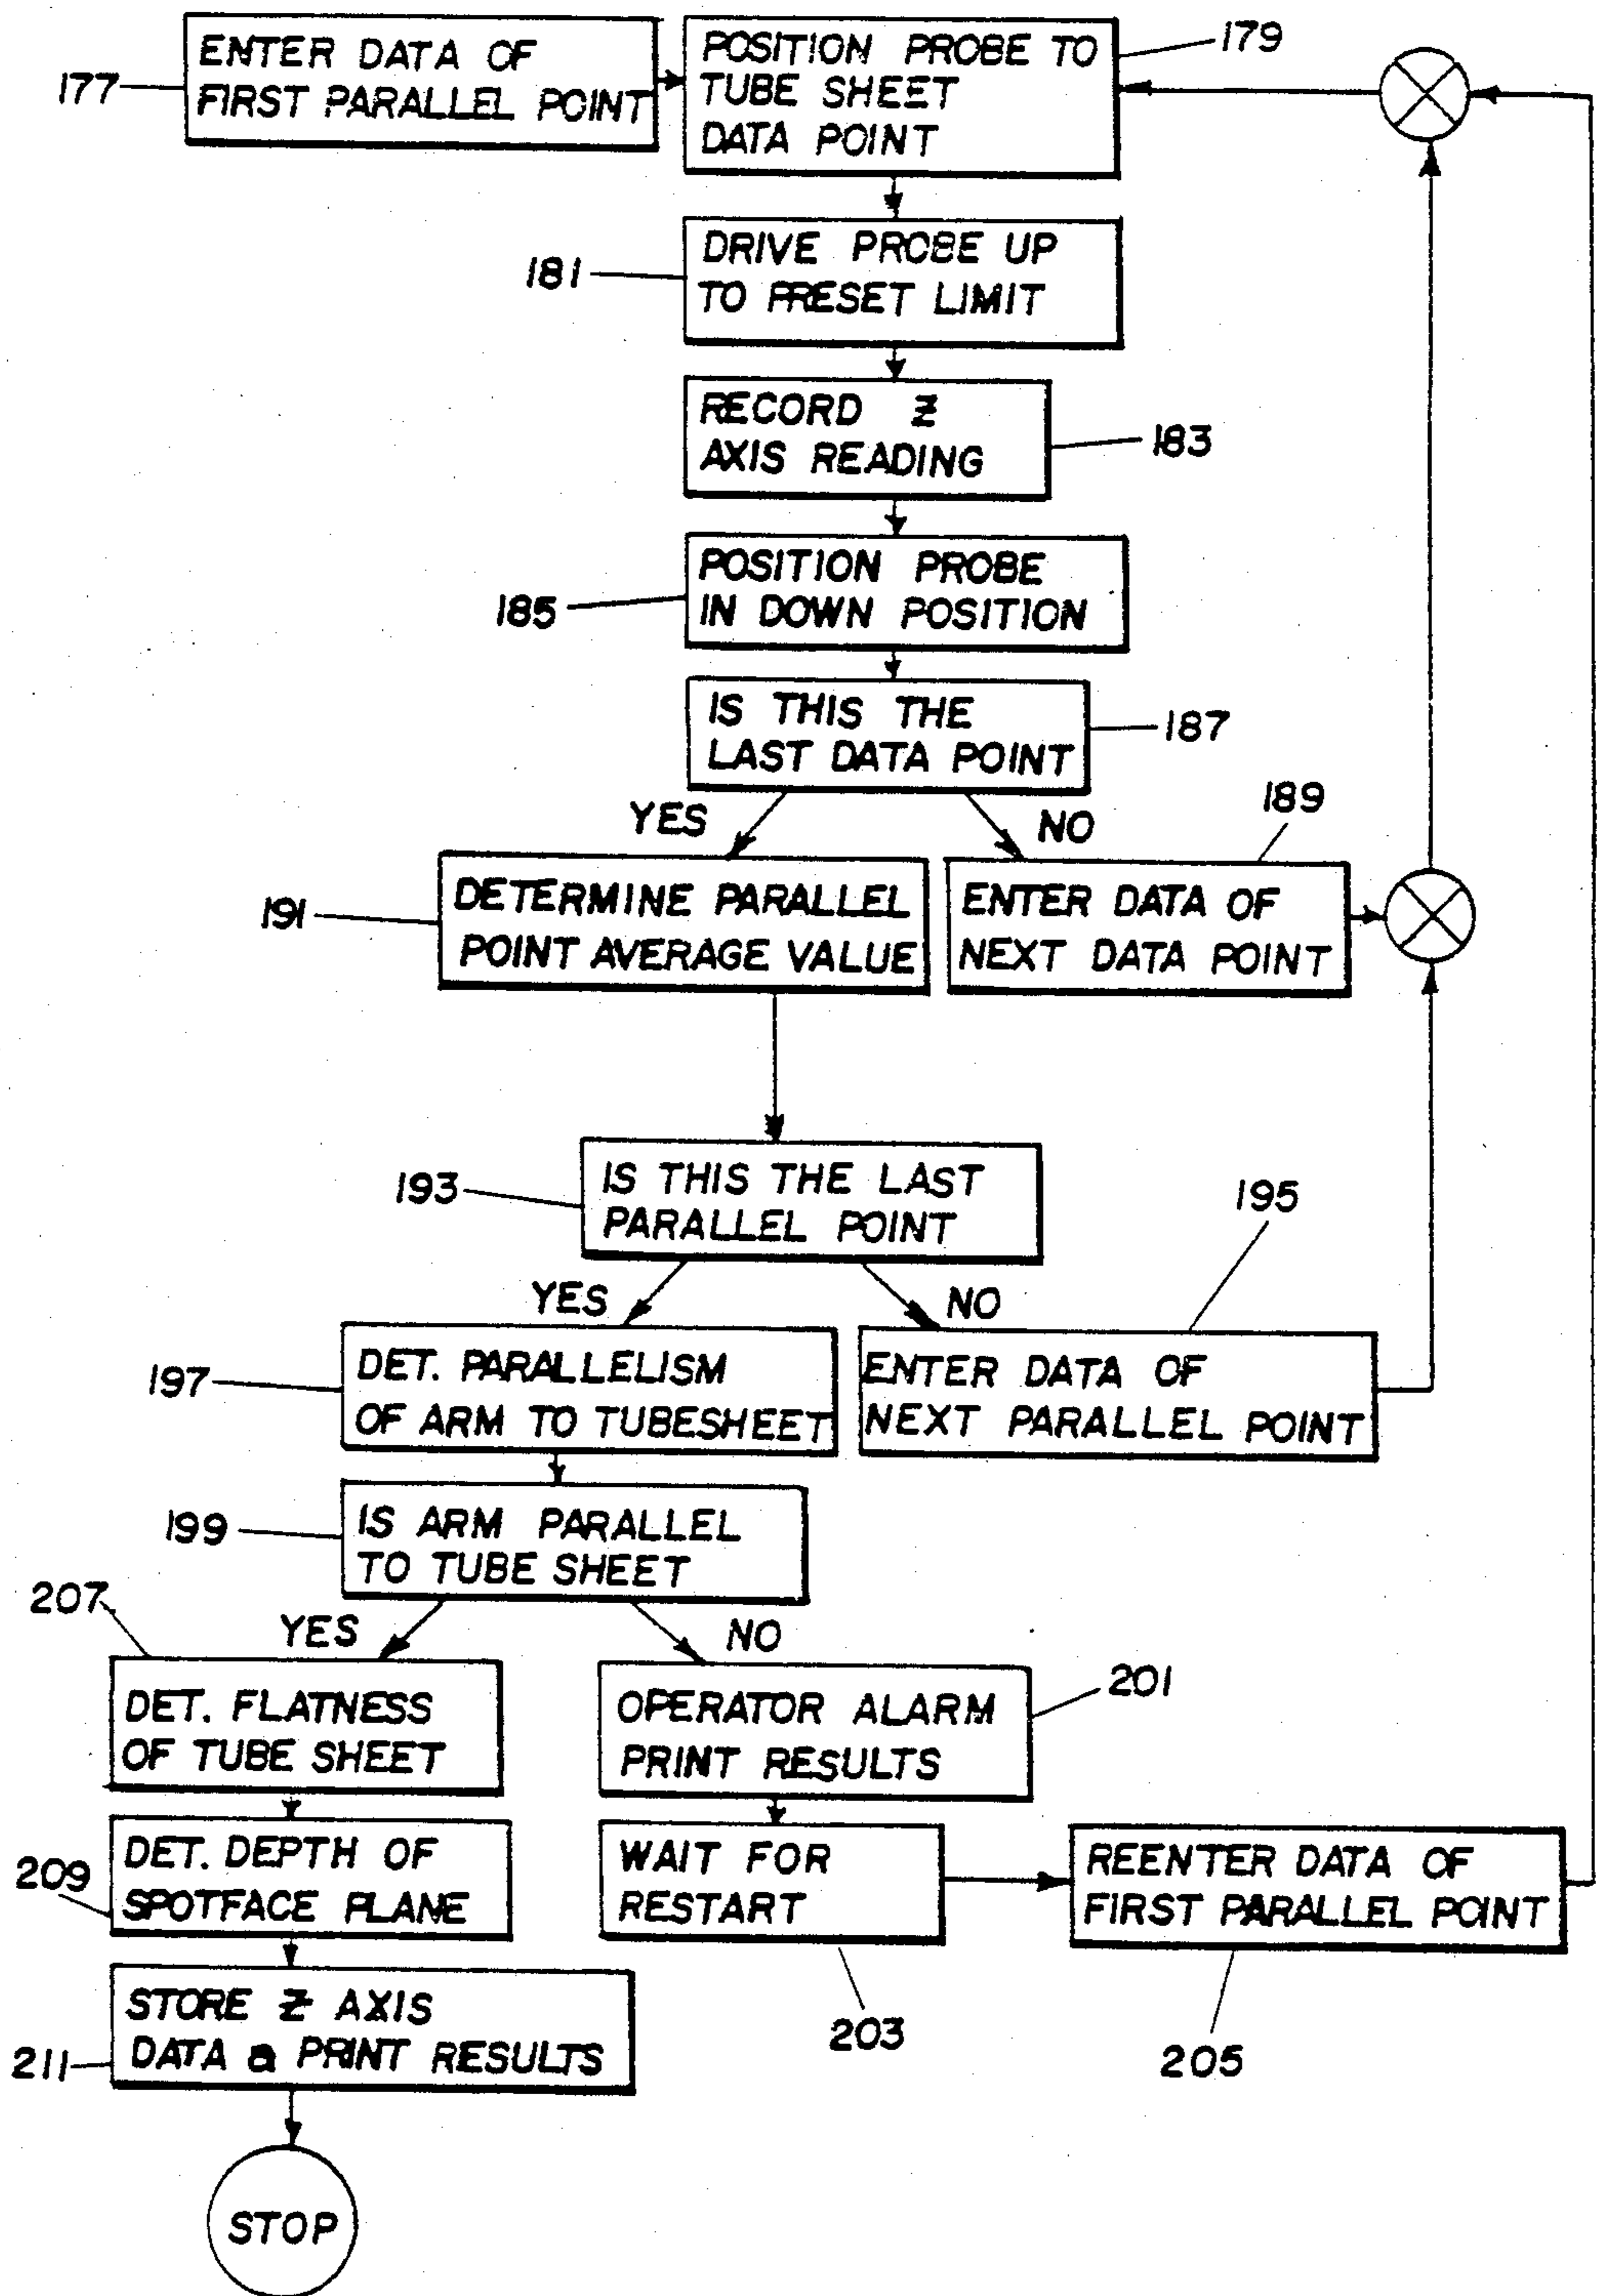 ENTER DATA OF
FIRST PARALLEL POINT
177
POSITION PROBE TO
TUBE SHEET
DATA POINT
179
DRIVE PROBE UP
TO PRESET LIMIT
181
RECORD Z
AXIS READING
183
POSITION PROBE
IN DOWN POSITION
185
IS THIS THE
LAST DATA POINT
187
YES
NO
189
DETERMINE PARALLEL
POINT AVERAGE VALUE
191
ENTER DATA OF
NEXT DATA POINT
IS THIS THE LAST
PARALLEL POINT
193
195
YES
NO
DET. PARALLELISM
OF ARM TO TUBESHEET
197
ENTER DATA OF
NEXT PARALLEL POINT
IS ARM PARALLEL
TO TUBE SHEET
199
207
YES
NO
DET. FLATNESS
OF TUBE SHEET
OPERATOR ALARM
PRINT RESULTS
201
DET. DEPTH OF
SPOTFACE PLANE
209
WAIT FOR
RESTART
203
REENTER DATA OF
FIRST PARALLEL POINT
205
STORE Z AXIS
DATA a PRINT RESULTS
211
STOP